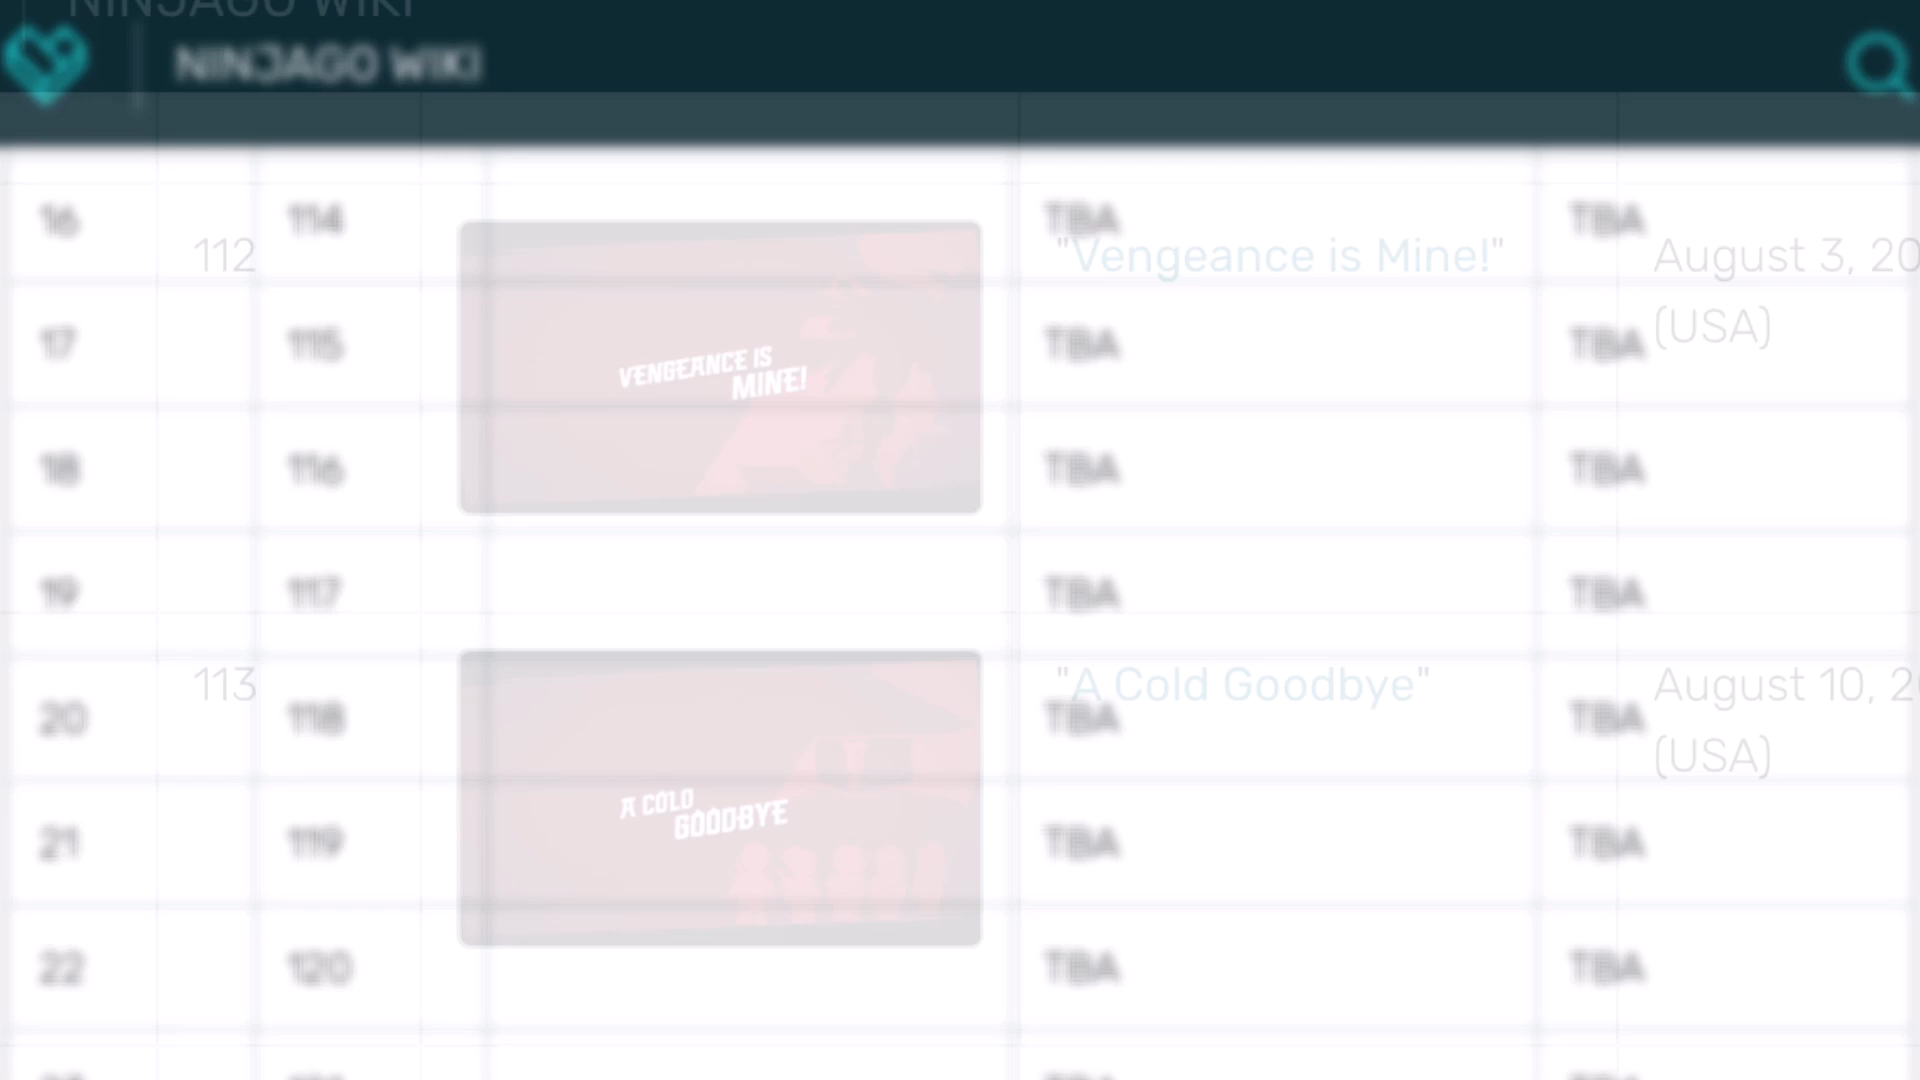 NINJAGO WIKI
NINJAGO WIKI
16 114 TBA TBA
112 "Vengeance is Mine!" August 3, 20
(USA)
17 115 TBA TBA
VENGEANCE IS
MINE!
18 116 TBA TBA
19 117 TBA TBA
113 "A Cold Goodbye" August 10, 2
20 118 TBA TBA
(USA)
A COLD
GOODBYE
21 119 TBA TBA
22 120 TBA TBA